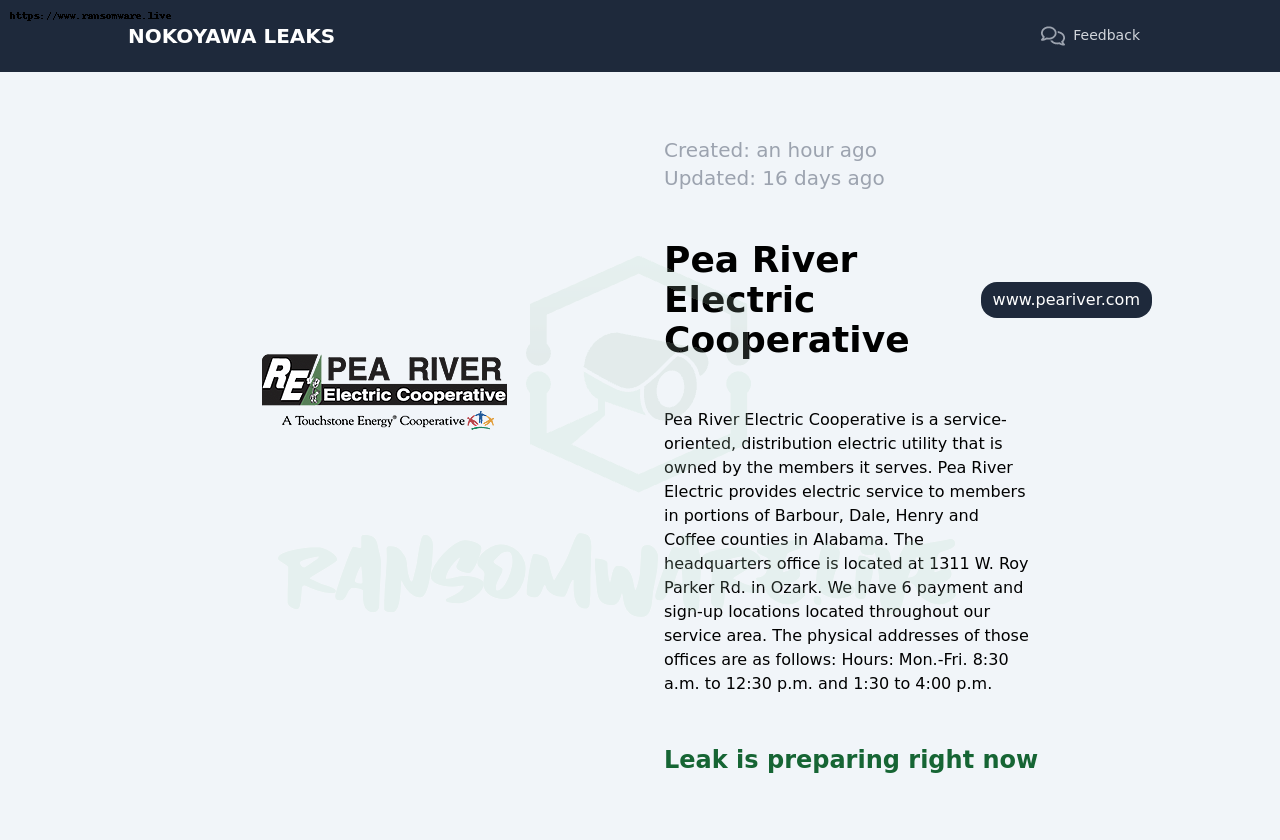 https://www.ransomware.live
NOKOYAWA LEAKS
Feedback
Created: an hour ago
Updated: 16 days ago
Pea River
Electric
Cooperative
www.peariver.com
RE PEA RIVER
Electric Cooperative
A Touchstone Energy® Cooperative
Pea River Electric Cooperative is a service-
oriented, distribution electric utility that is
owned by the members it serves. Pea River
Electric provides electric service to members
in portions of Barbour, Dale, Henry and
Coffee counties in Alabama. The
headquarters office is located at 1311 W. Roy
Parker Rd. in Ozark. We have 6 payment and
sign-up locations located throughout our
service area. The physical addresses of those
offices are as follows: Hours: Mon.-Fri. 8:30
a.m. to 12:30 p.m. and 1:30 to 4:00 p.m.
RANSOMWARE.LIVE
Leak is preparing right now